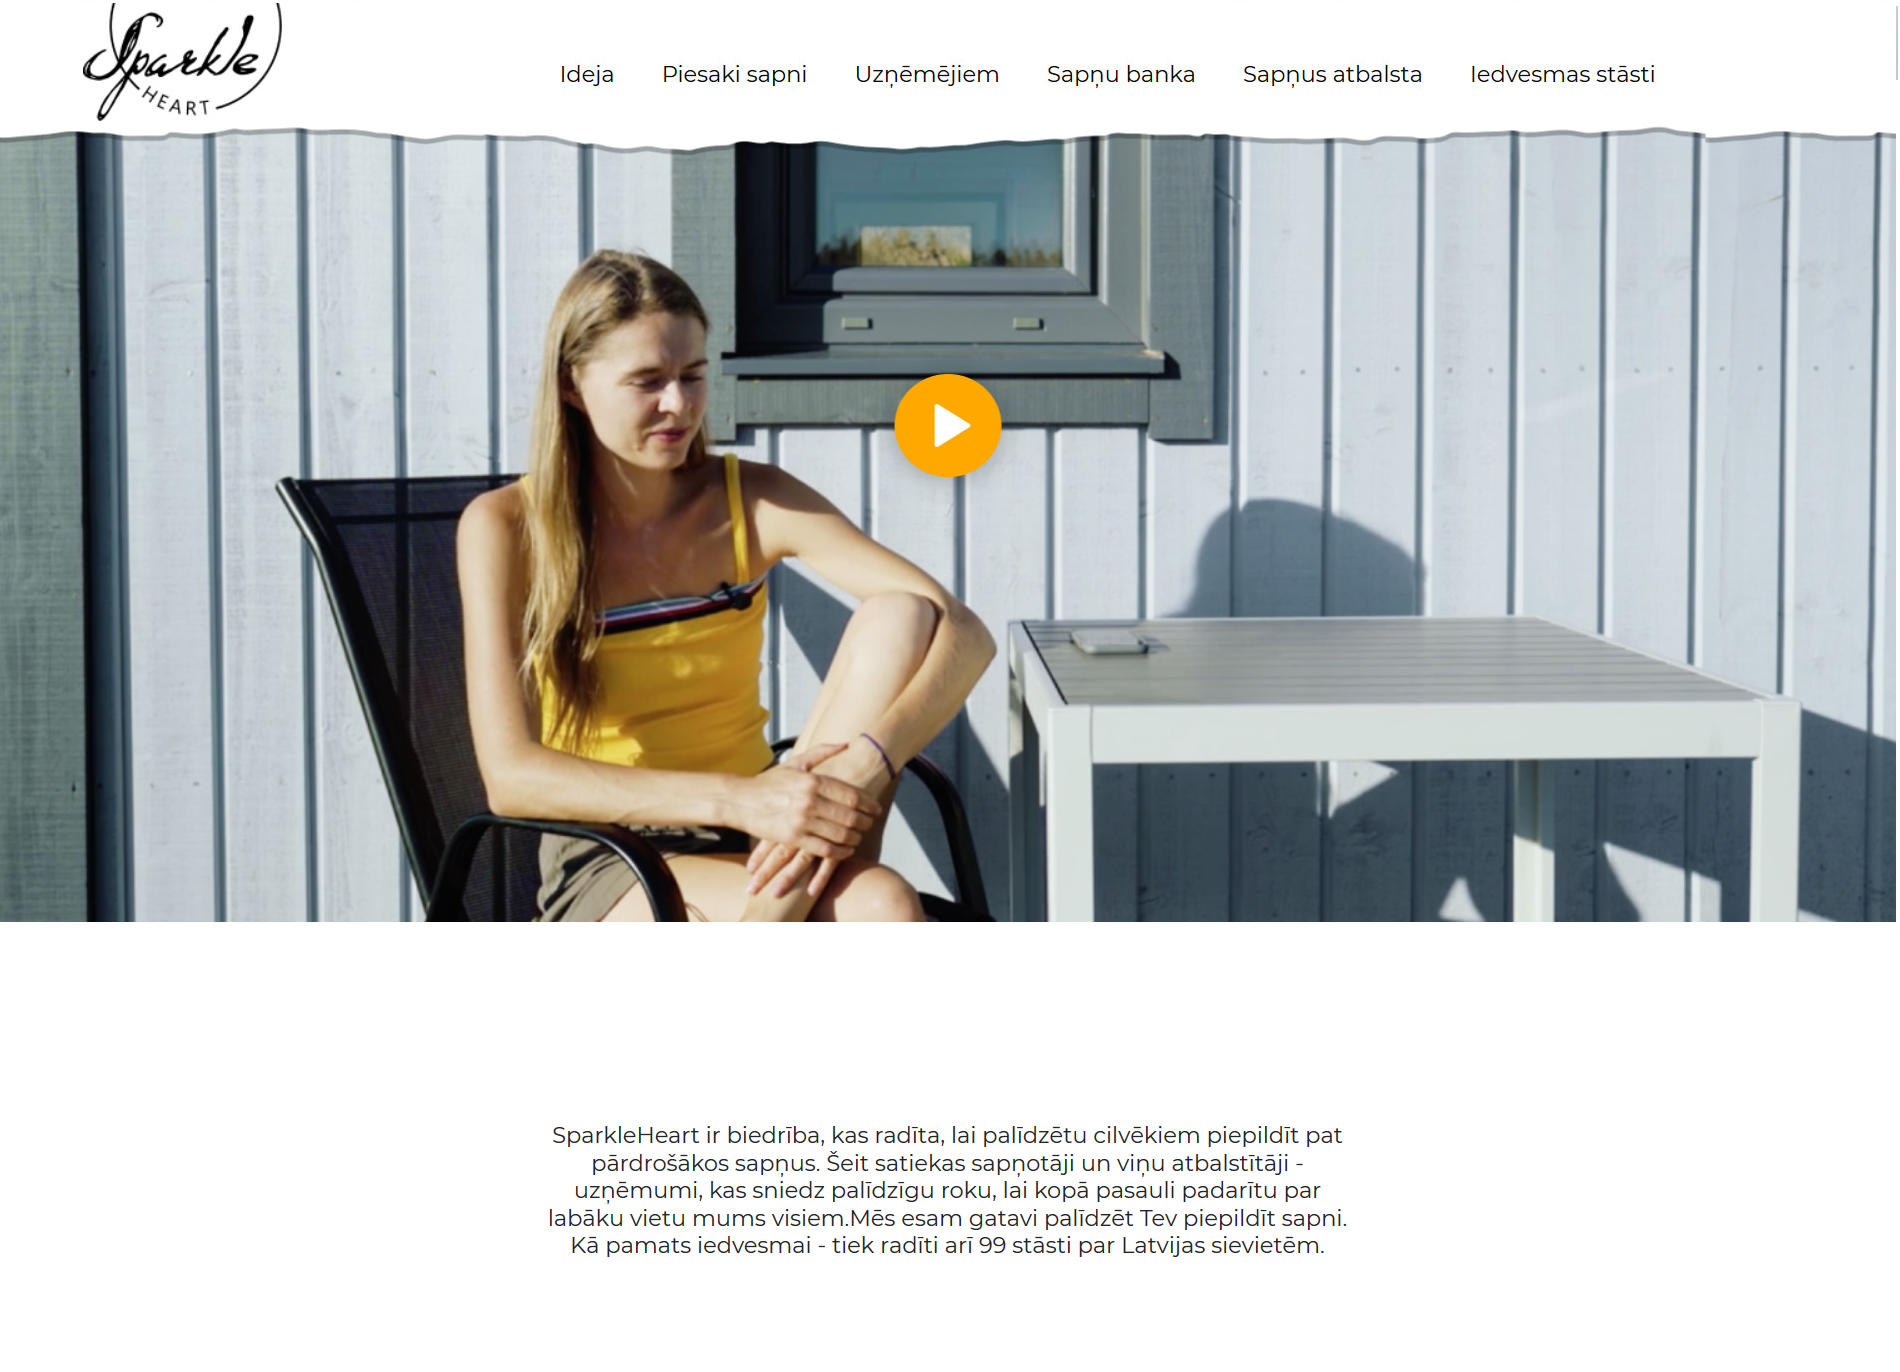 Sparkle
HEART
Ideja Piesaki sapni Uzņēmējiem Sapņu banka Sapņus atbalsta Iedvesmas stāsti
SparkleHeart ir biedrība, kas radīta, lai palīdzētu cilvēkiem piepildīt pat
pārdrošākos sapņus. Šeit satiekas sapņotāji un viņu atbalstītāji -
uzņēmumi, kas sniedz palīdzīgu roku, lai kopā pasauli padarītu par
labāku vietu mums visiem.Mēs esam gatavi palīdzēt Tev piepildīt sapni.
Kā pamats iedvesmai - tiek radīti arī 99 stāsti par Latvijas sievietēm.